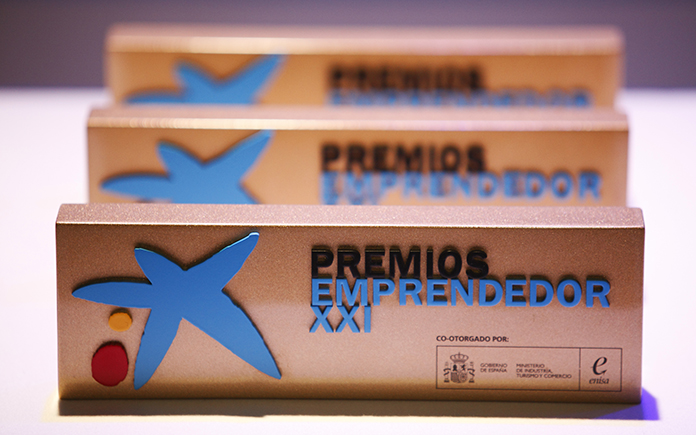 PREMIOS
EMPRENDEDOR
PREMIOS
EMPRENDEDOR
PREMIOS
EMPRENDEDOR
XXI
CO-OTORGADO POR:
GOBIERNO
DE ESPAÑA
MINISTERIO
DE INDUSTRIA,
TURISMO Y COMERCIO
e
enisa